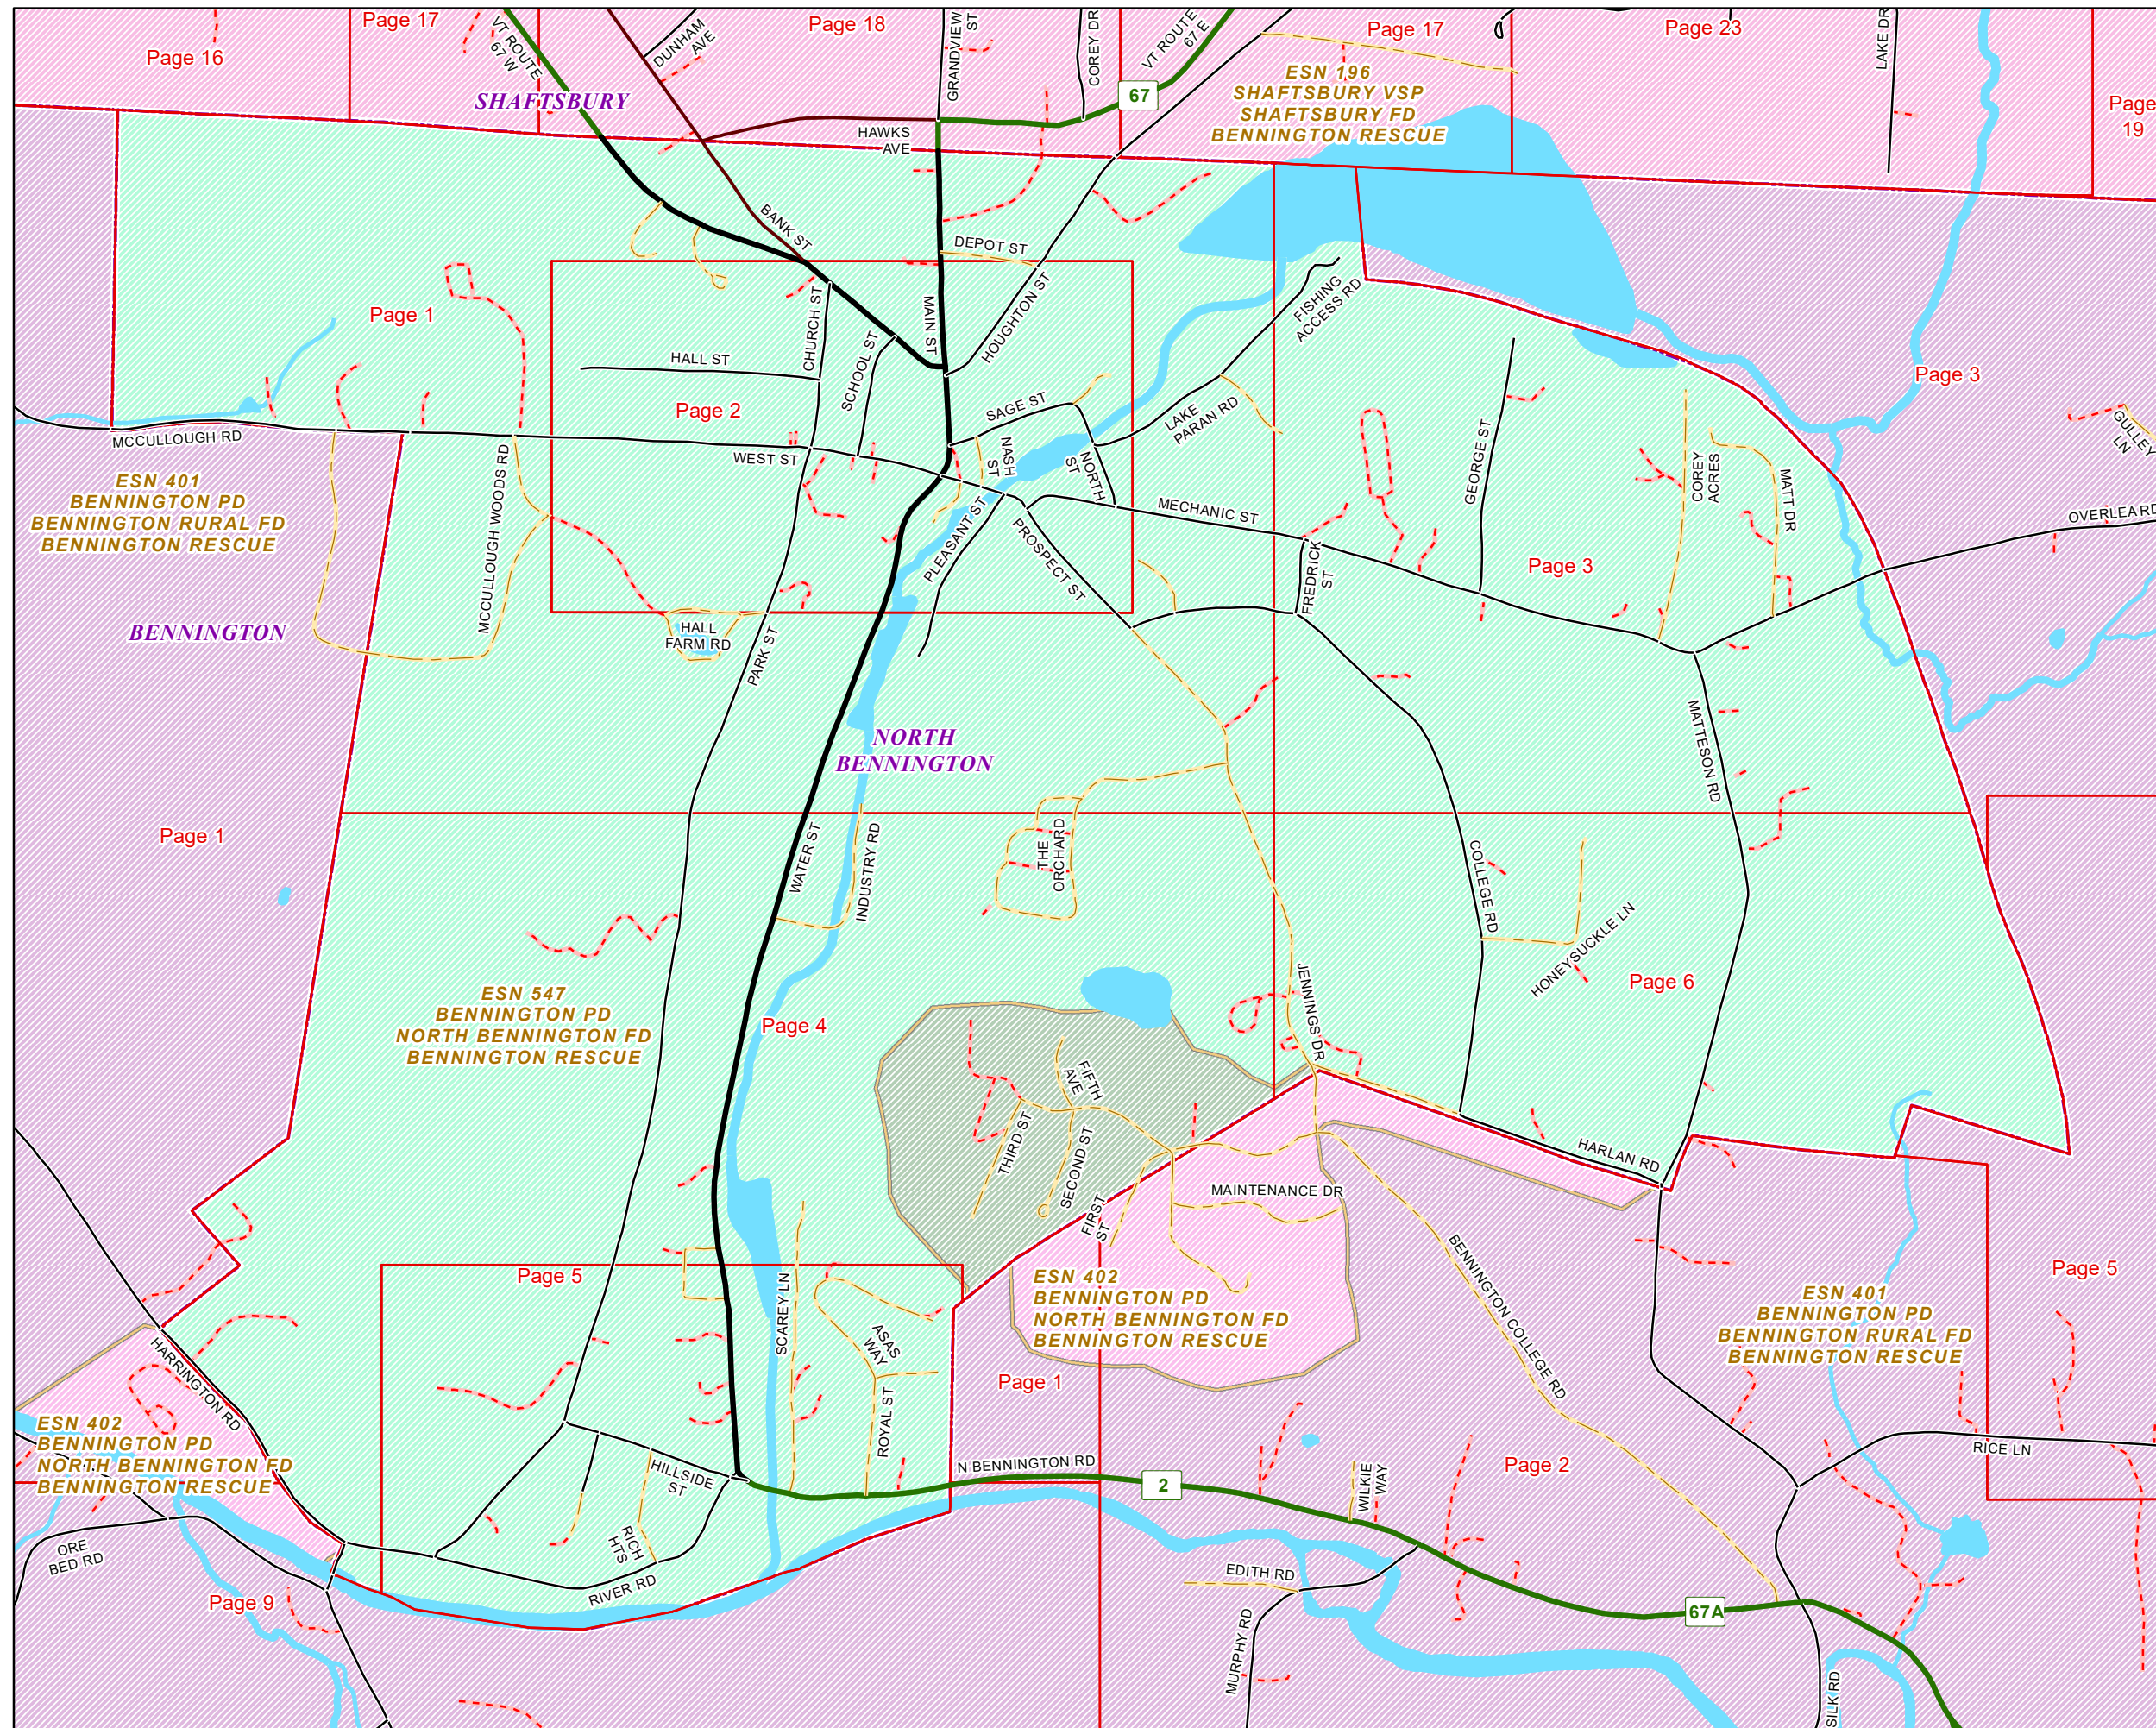 Page 16
Page 17
VT ROUTE
67 W
DUNHAM
AVE
Page 18
GRANDVIEW
ST
COREY DR
VT ROUTE
67 E
Page 17
Page 23
LAKE DR
Page
19
SHAFTSBURY
67
HAWKS
AVE
ESN 196
SHAFTSBURY VSP
SHAFTSBURY FD
BENNINGTON RESCUE
BANK ST
DEPOT ST
HOUGHTON ST
MAIN ST
CHURCH ST
SCHOOL ST
HALL ST
FISHING
ACCESS RD
Page 1
Page 2
Page 3
SAGE ST
LAKE
PARAN RD
NASH
ST
NORTH
ST
GULLEY
LN
MCCULLOUGH RD
WEST ST
MCCULLOUGH WOODS RD
MECHANIC ST
GEORGE ST
COREY
ACRES
MATT DR
OVERLEA RD
ESN 401
BENNINGTON PD
BENNINGTON RURAL FD
BENNINGTON RESCUE
PLEASANT ST
PROSPECT ST
FREDRICK
ST
Page 3
BENNINGTON
HALL
FARM RD
PARK ST
NORTH
BENNINGTON
MATTESON RD
Page 1
WATER ST
INDUSTRY RD
THE
ORCHARD
COLLEGE RD
HONEYSUCKLE LN
Page 6
ESN 547
BENNINGTON PD
NORTH BENNINGTON FD
BENNINGTON RESCUE
Page 4
JENNINGS DR
FIFTH
AVE
THIRD ST
SECOND ST
FIRST
ST
HARLAN RD
MAINTENANCE DR
BENNINGTON COLLEGE RD
Page 5
ESN 402
BENNINGTON PD
NORTH BENNINGTON FD
BENNINGTON RESCUE
Page 5
ESN 401
BENNINGTON PD
BENNINGTON RURAL FD
BENNINGTON RESCUE
SCAREY LN
ASAS
WAY
ROYAL ST
Page 1
HARRINGTON RD
ESN 402
BENNINGTON PD
NORTH BENNINGTON FD
BENNINGTON RESCUE
HILLSIDE
ST
N BENNINGTON RD
2
WILKIE
WAY
Page 2
RICE LN
ORE
BED RD
RICH
HTS
RIVER RD
EDITH RD
MURPHY RD
67A
Page 9
SILK RD